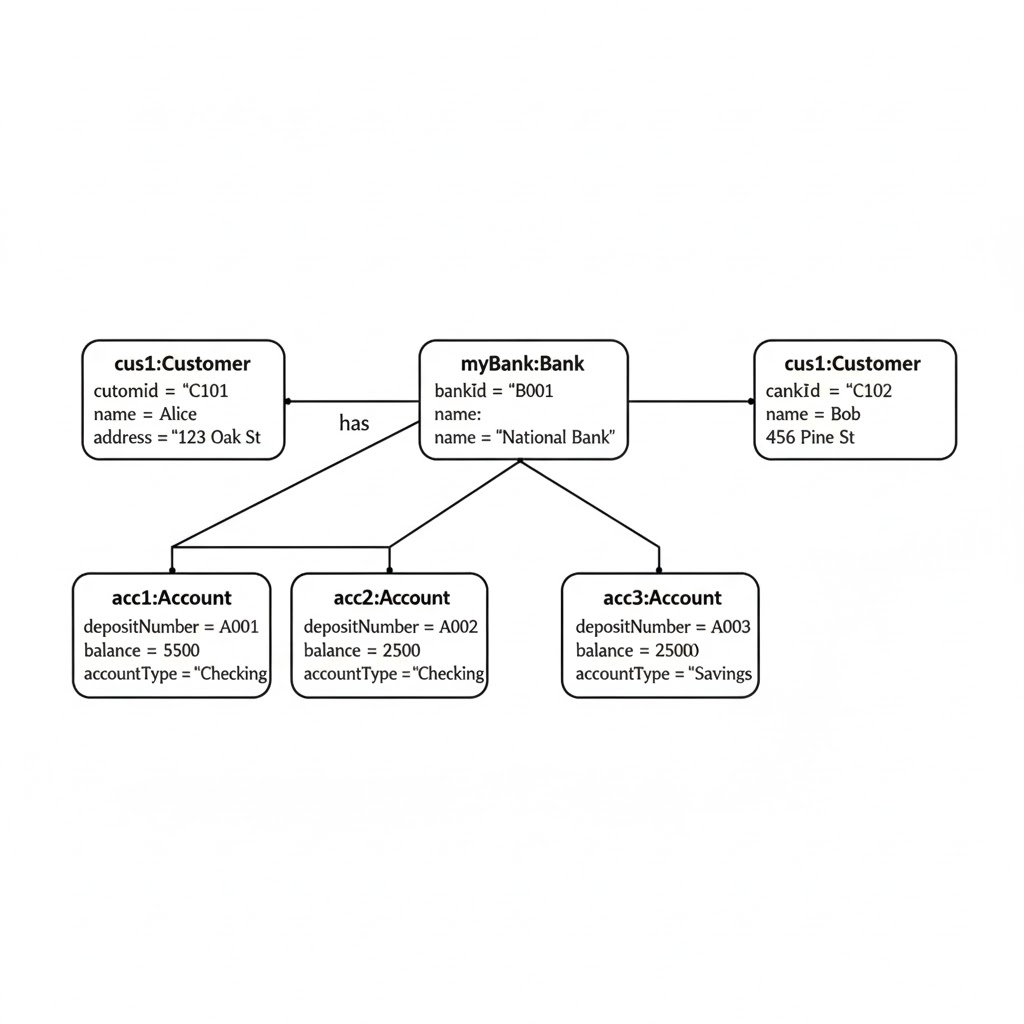 cus1:Customer
cutomid = "C101
name = Alice
address = "123 Oak St
has
myBank:Bank
bankId = "B001
name:
name = "National Bank"
cus1:Customer
cankId = "C102
name = Bob
456 Pine St
acc1:Account
depositNumber = A001
balance = 5500
accountType = "Checking
acc2:Account
depositNumber = A002
balance = 2500
accountType = "Checking
acc3:Account
depositNumber = A003
balance =
accountType = "Savings